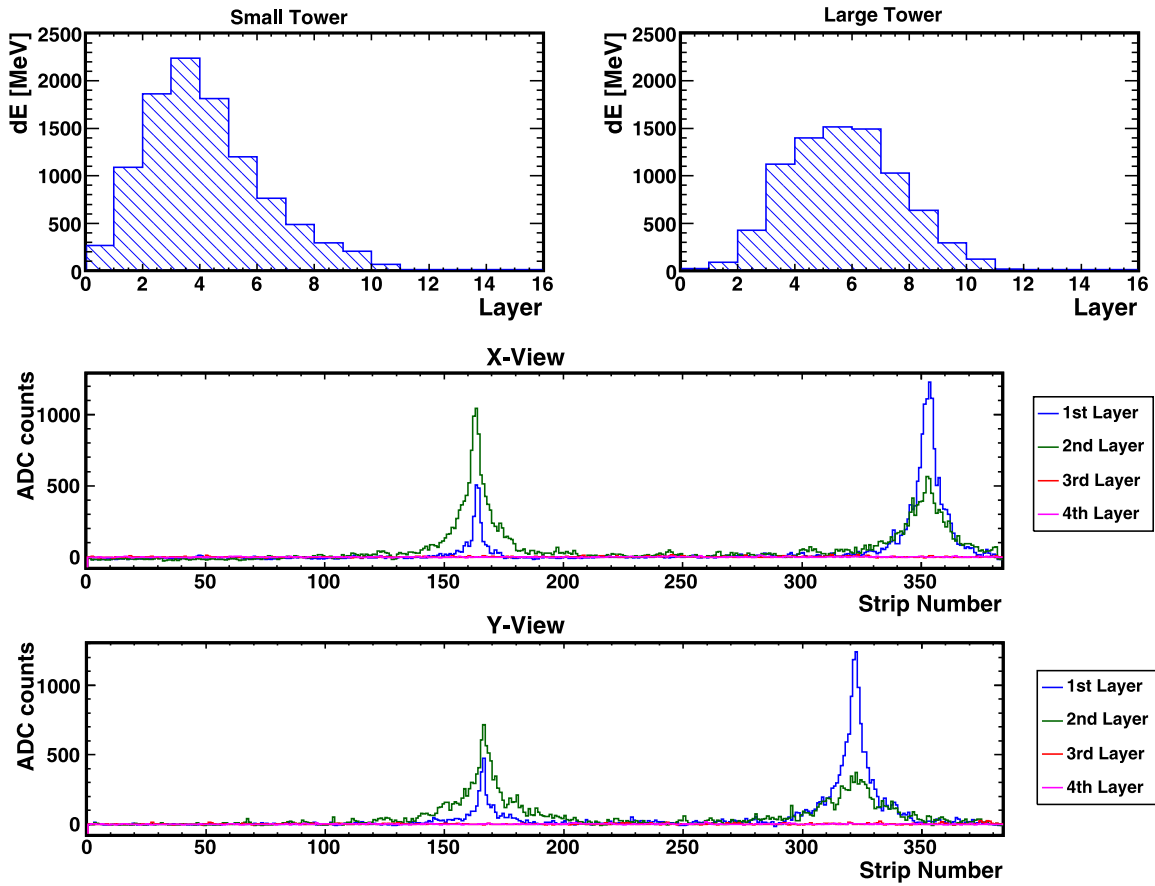 Small Tower
dE [MeV]
2500
2000
1500
1000
500
0
0 2 4 6 8 10 12 14 16
Layer
Large Tower
dE [MeV]
2500
2000
1500
1000
500
0
0 2 4 6 8 10 12 14 16
Layer
X-View
ADC counts
1000
500
0
0 50 100 150 200 250 300 350
Strip Number
1st Layer
2nd Layer
3rd Layer
4th Layer
Y-View
ADC counts
1000
500
0
0 50 100 150 200 250 300 350
Strip Number
1st Layer
2nd Layer
3rd Layer
4th Layer